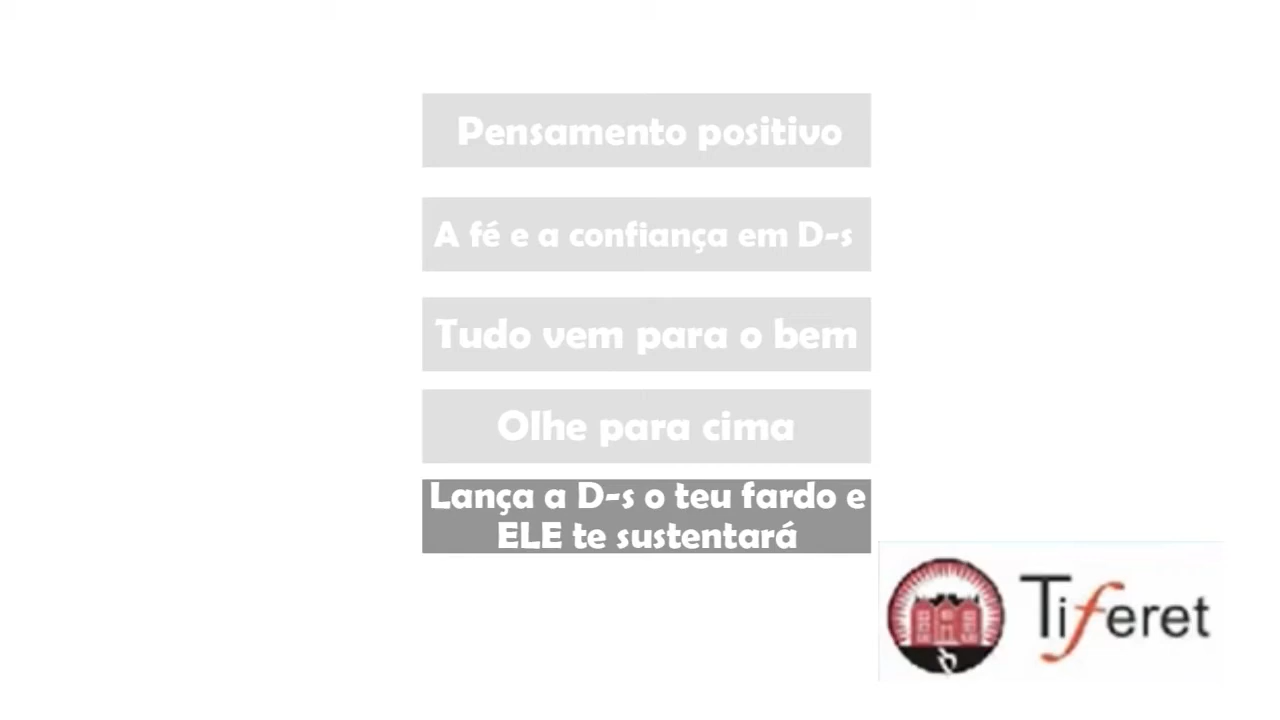 Pensamento positivo
A fé e a confiança em D-s
Tudo vem para o bem
Olhe para cima
Lança a D-s o teu fardo e
ELE te sustentará
Tiferet